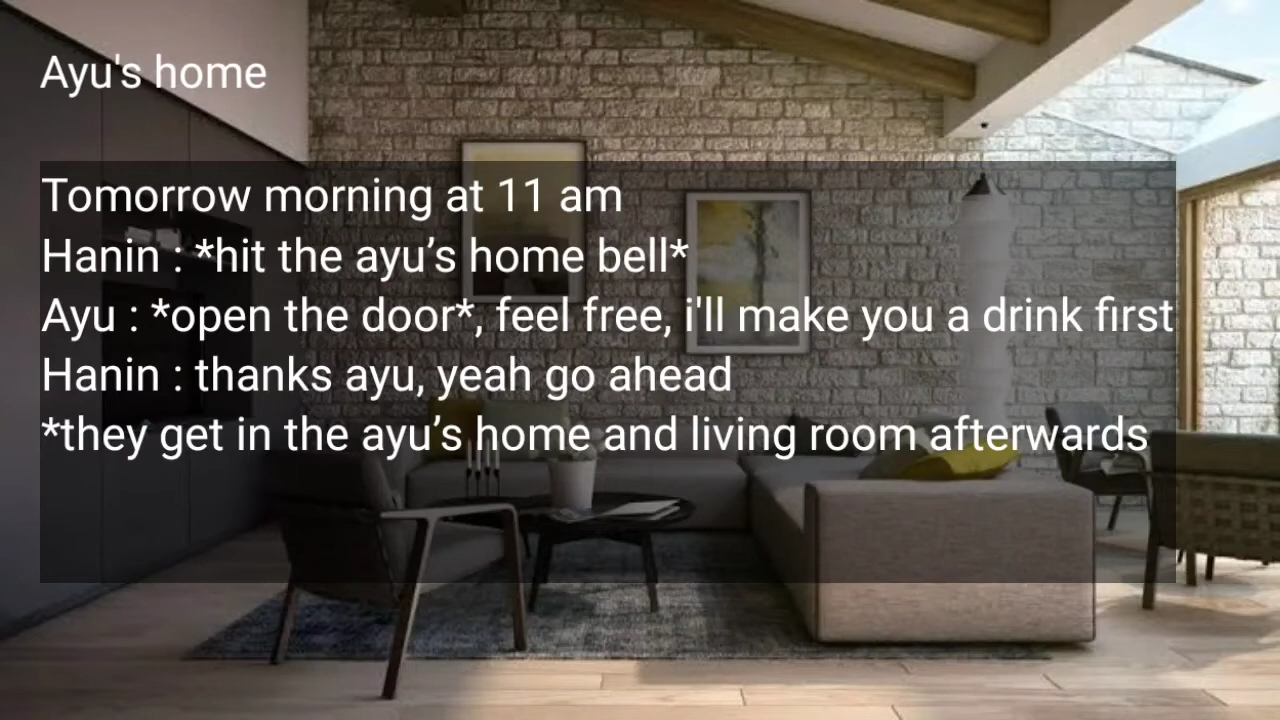 Ayu's home
Tomorrow morning at 11 am
Hanin : *hit the ayu’s home bell*
Ayu : *open the door*, feel free, i'll make you a drink first
Hanin : thanks ayu, yeah go ahead
*they get in the ayu’s home and living room afterwards